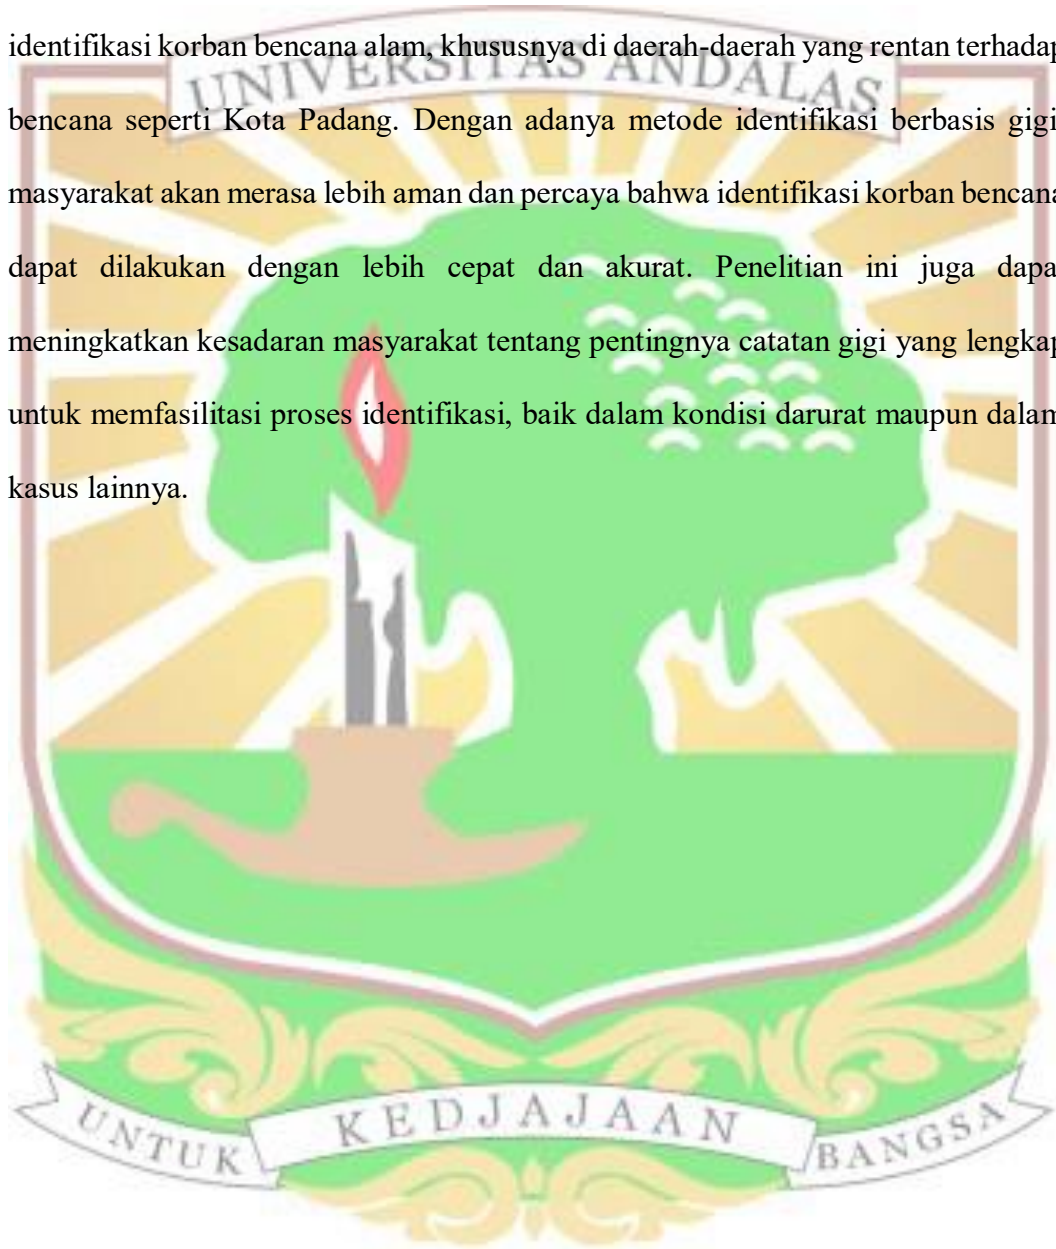 identifikasi korban bencana alam, khususnya di daerah-daerah yang rentan terhadap
UNIVERSITAS ANDALAS
bencana seperti Kota Padang. Dengan adanya metode identifikasi berbasis gigi
masyarakat akan merasa lebih aman dan percaya bahwa identifikasi korban bencana
dapat dilakukan dengan lebih cepat dan akurat. Penelitian ini juga dapa
meningkatkan kesadaran masyarakat tentang pentingnya catatan gigi yang lengkap
untuk memfasilitasi proses identifikasi, baik dalam kondisi darurat maupun dalam
kasus lainnya.
UNTUK KEDJAJAAN BANGSA